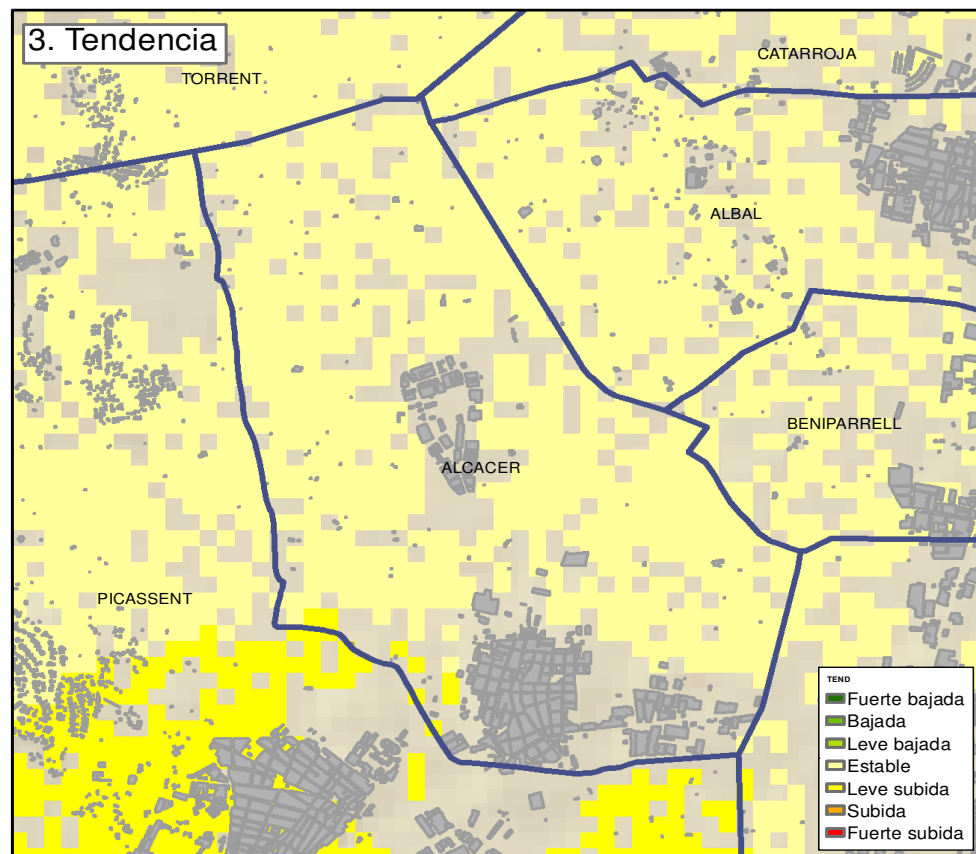 3. Tendencia
TORRENT
CATARROJA
ALBAL
BENIPARRELL
ALCACER
PICASSENT
TEND
Fuerte bajada
Bajada
Leve bajada
Estable
Leve subida
Subida
Fuerte subida